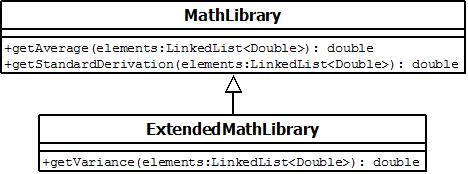 MathLibrary
+getAverage(elements:LinkedList<Double>): double
+getStandardDerivation(elements:LinkedList<Double>): double
ExtendedMathLibrary
+getVariance(elements:LinkedList<Double>): double